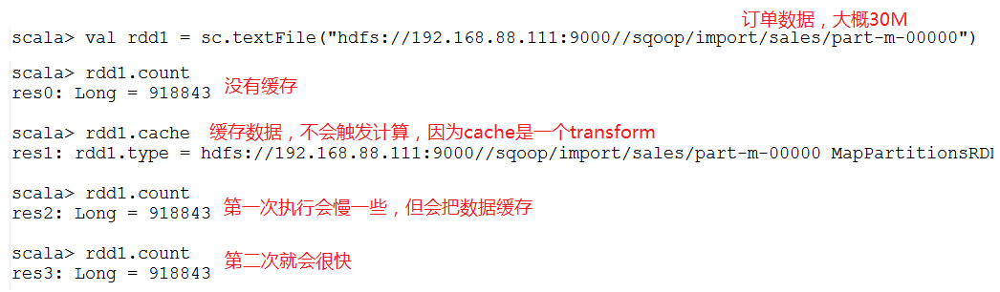 订单数据，大概30M
scala> val rdd1 = sc.textFile("hdfs://192.168.88.111:9000//sqoop/import/sales/part-m-00000")
scala> rdd1.count
res0: Long = 918843 没有缓存
scala> rdd1.cache 缓存数据，不会触发计算，因为cache是一个transform
res1: rdd1.type = hdfs://192.168.88.111:9000//sqoop/import/sales/part-m-00000 MapPartitionsRD
scala> rdd1.count
res2: Long = 918843 第一次执行会慢一些，但会把数据缓存
scala> rdd1.count
res3: Long = 918843 第二次就会很快